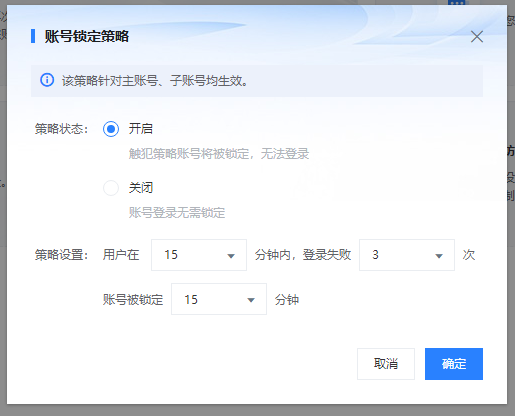 账号锁定策略
该策略针对主账号、子账号均生效。
策略状态： 开启
触犯策略账号将被锁定，无法登录
关闭
账号登录无需锁定
策略设置： 用户在 15 分钟内，登录失败 3 次
账号被锁定 15 分钟
取消 确定